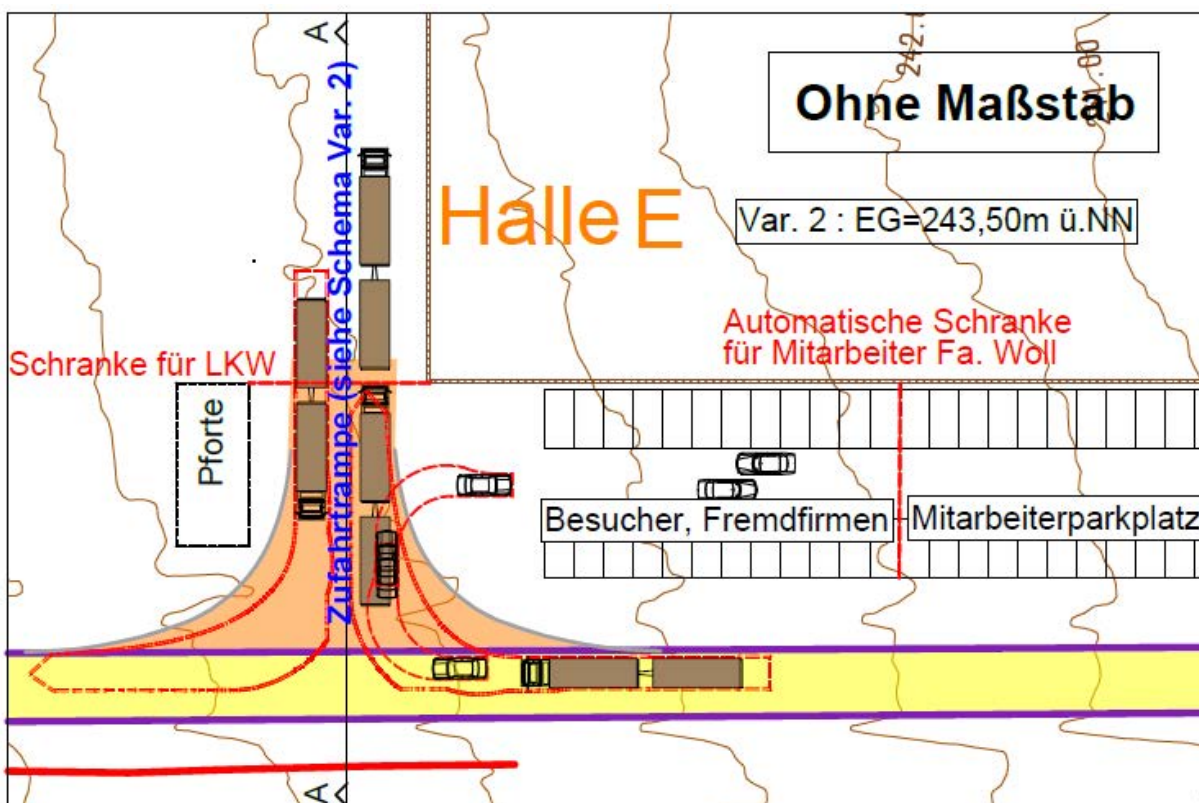 A
Zufahrtrampe (siehe Schema Var. 2)
242.
Ohne Maßstab
Halle E
Var. 2 : EG=243,50m ü.NN
Automatische Schranke
für Mitarbeiter Fa. Woll
Schranke für LKW
Pforte
Besucher, Fremdfirmen
Mitarbeiterparkplatz
A